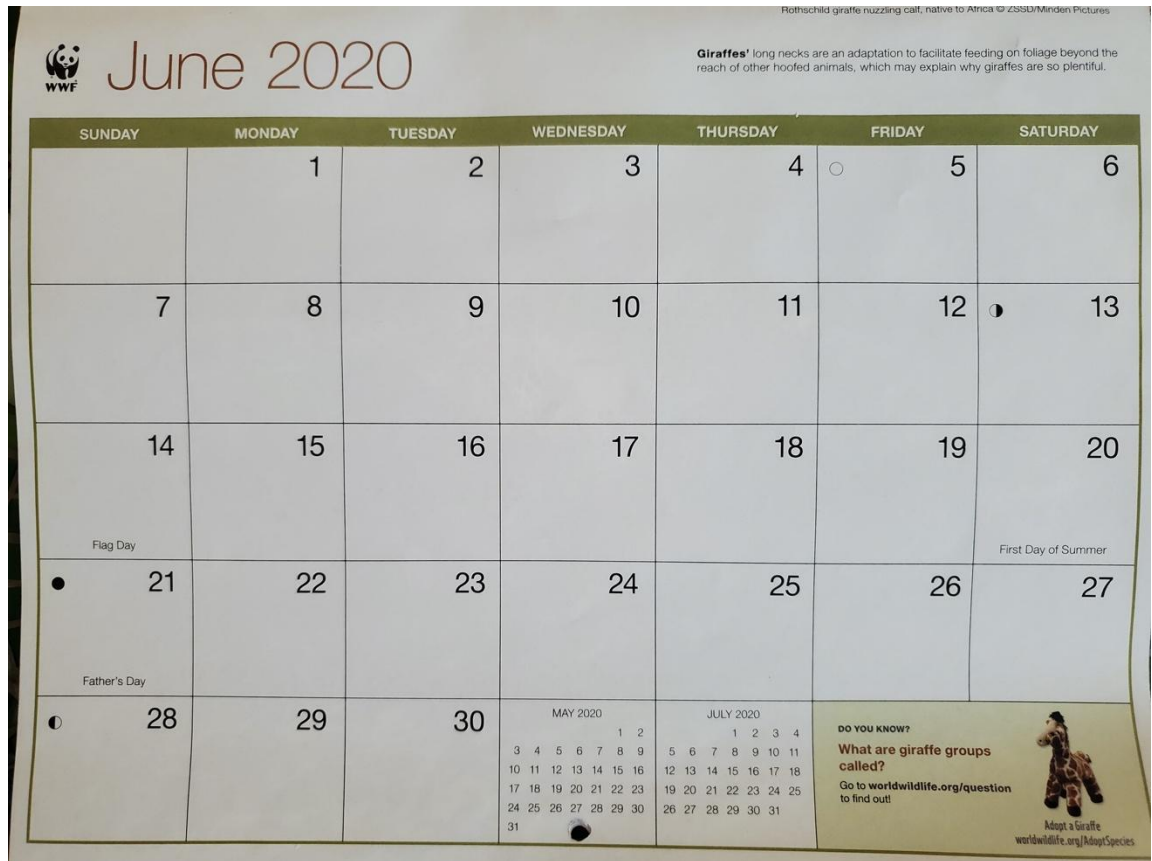 Rothschild giraffe nuzzling calf, native to Africa © ZSSD/Minden Pictures
WWF
June 2020
Giraffes' long necks are an adaptation to facilitate feeding on foliage beyond the
reach of other hoofed animals, which may explain why giraffes are so plentiful.
SUNDAY MONDAY TUESDAY WEDNESDAY THURSDAY FRIDAY SATURDAY
1 2 3 4 5 6
7 8 9 10 11 12 13
14 15 16 17 18 19 20
Flag Day First Day of Summer
21 22 23 24 25 26 27
Father's Day
28 29 30
MAY 2020
1 2
3 4 5 6 7 8 9
10 11 12 13 14 15 16
17 18 19 20 21 22 23
24 25 26 27 28 29 30
31
JULY 2020
1 2 3 4
5 6 7 8 9 10 11
12 13 14 15 16 17 18
19 20 21 22 23 24 25
26 27 28 29 30 31
DO YOU KNOW?
What are giraffe groups
called?
Go to worldwildlife.org/question
to find out!
Adopt a Giraffe
worldwildlife.org/AdoptSpecies